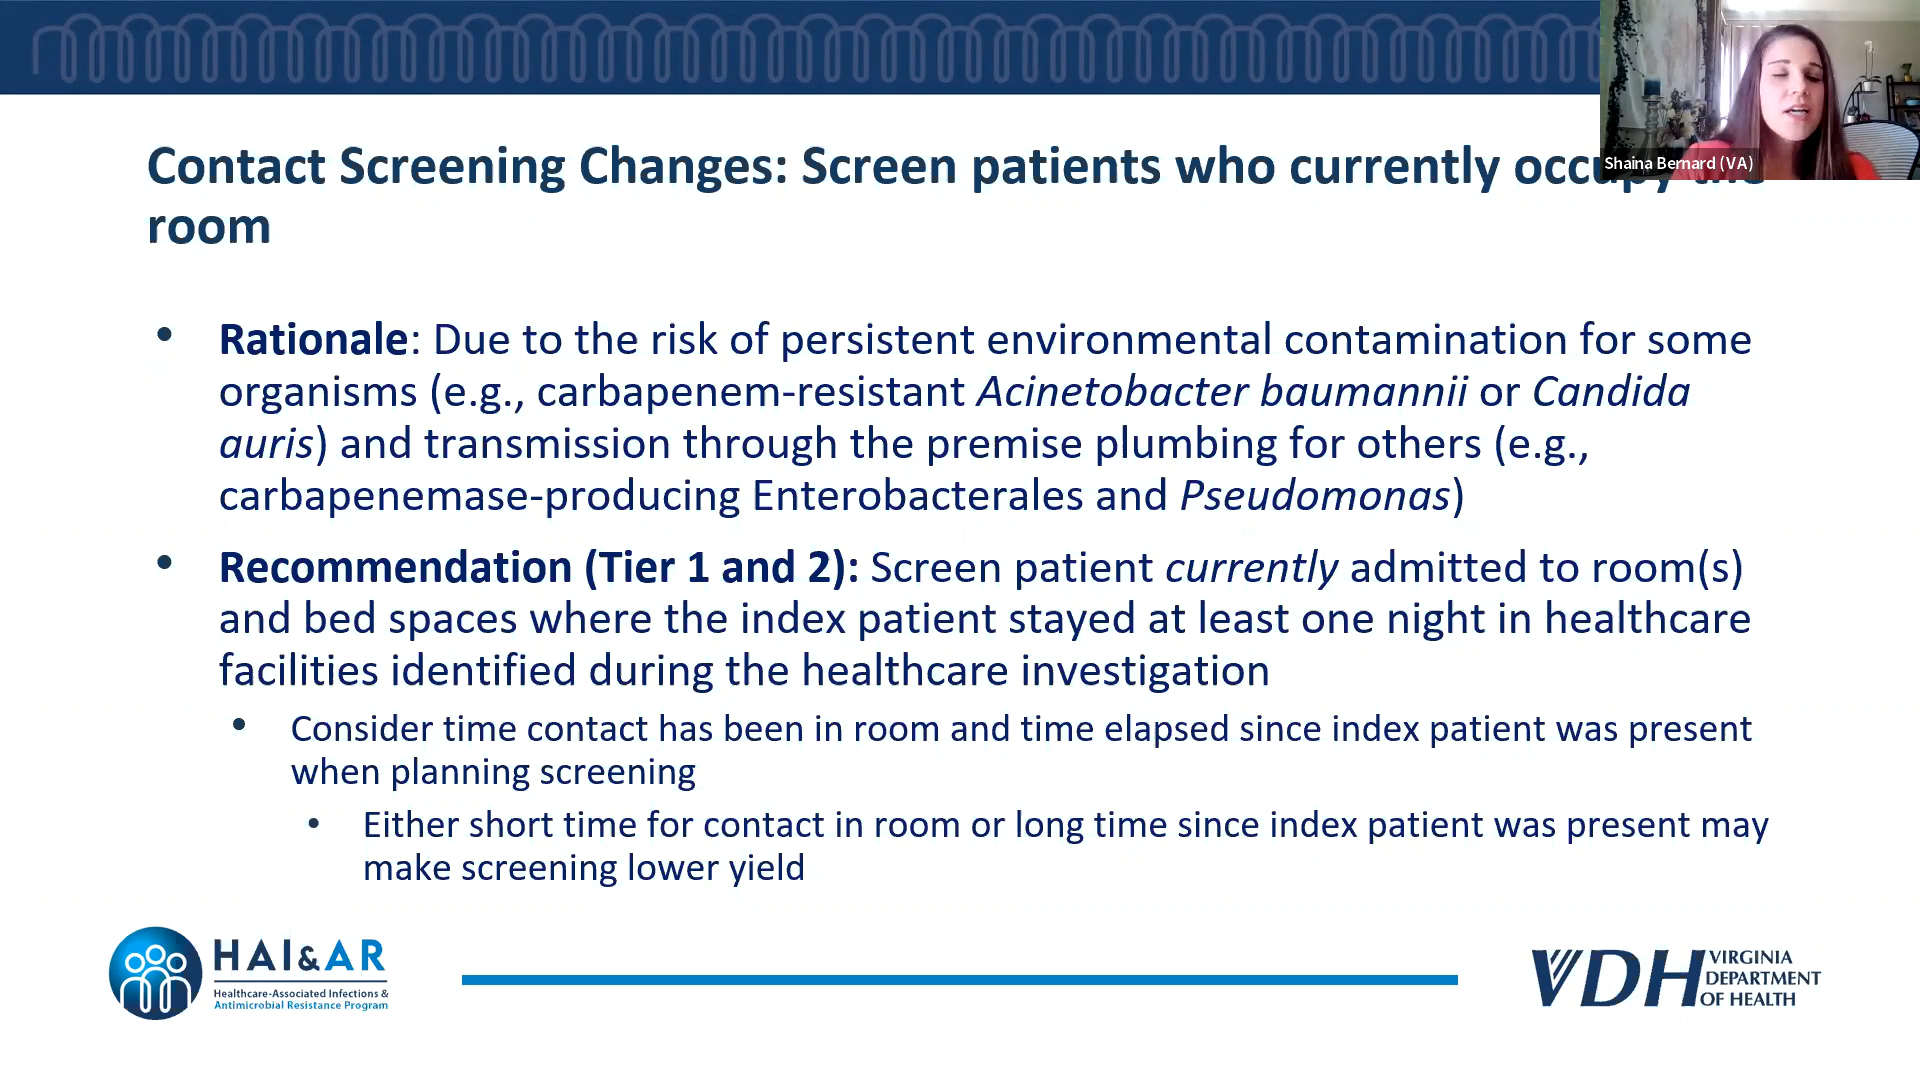 Contact Screening Changes: Screen patients who currently occupy the
room
Shaina Bernard (VA)
• Rationale: Due to the risk of persistent environmental contamination for some
organisms (e.g., carbapenem-resistant Acinetobacter baumannii or Candida
auris) and transmission through the premise plumbing for others (e.g.,
carbapenemase-producing Enterobacterales and Pseudomonas)
• Recommendation (Tier 1 and 2): Screen patient currently admitted to room(s)
and bed spaces where the index patient stayed at least one night in healthcare
facilities identified during the healthcare investigation
• Consider time contact has been in room and time elapsed since index patient was present
when planning screening
• Either short time for contact in room or long time since index patient was present may
make screening lower yield
HAI&AR
Healthcare-Associated Infections &
Antimicrobial Resistance Program
VDH VIRGINIA
DEPARTMENT
OF HEALTH